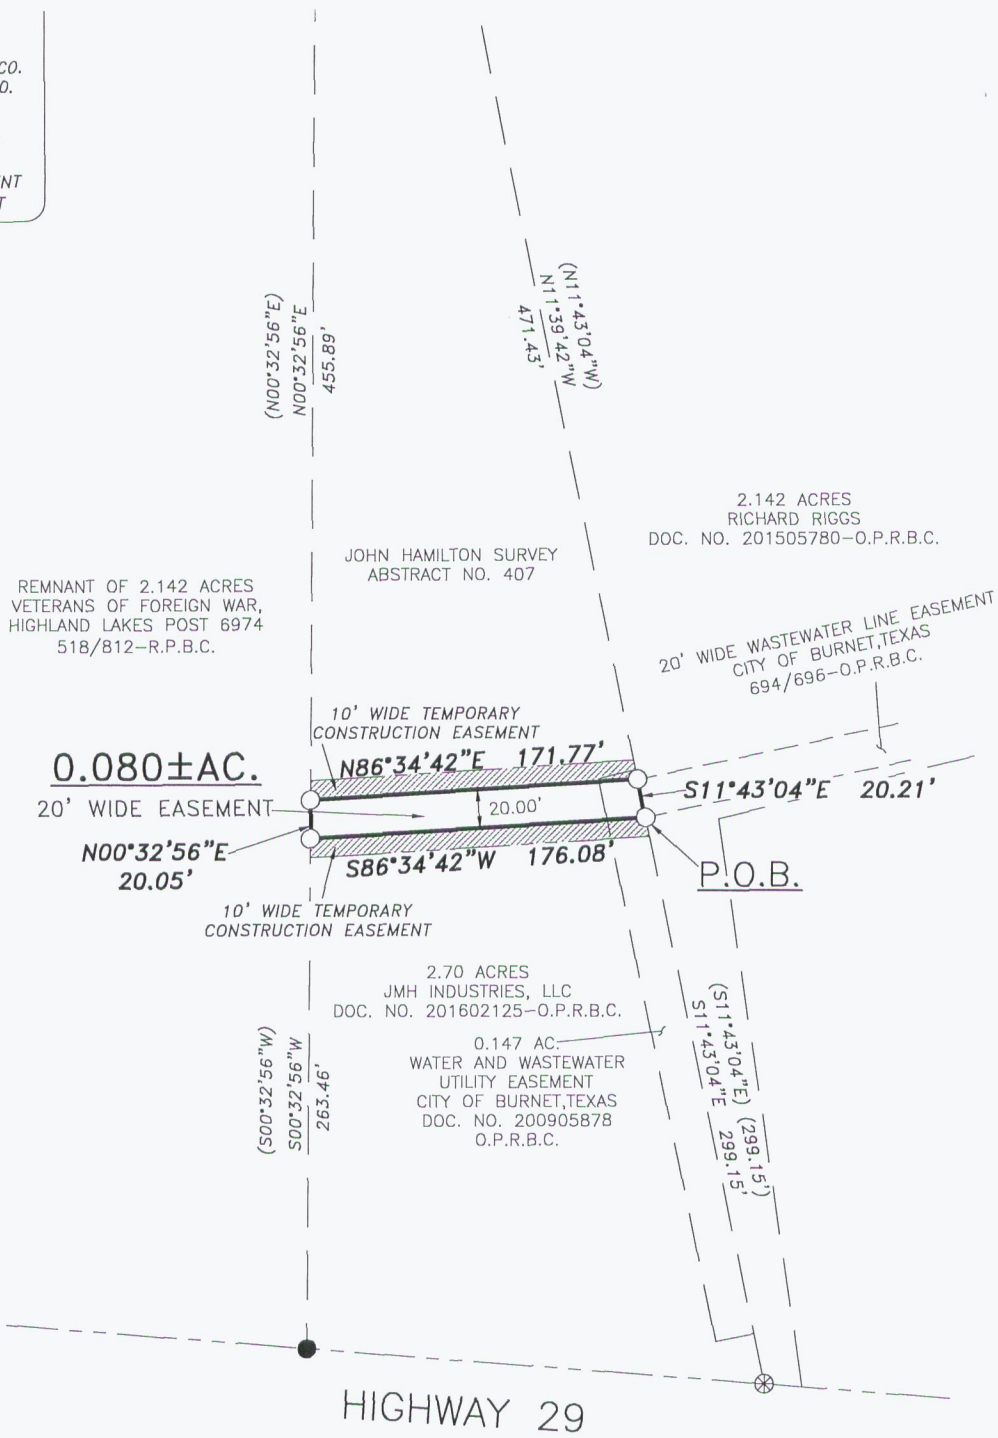 CO.
O.
NT
T
(N00°32'56"E)
N00°32'56"E
455.89'
(N11°43'04"W)
N11°39'42"W
471.43'
2.142 ACRES
RICHARD RIGGS
DOC. NO. 201505780-O.P.R.B.C.
JOHN HAMILTON SURVEY
ABSTRACT NO. 407
REMNANT OF 2.142 ACRES
VETERANS OF FOREIGN WAR,
HIGHLAND LAKES POST 6974
518/812-R.P.B.C.
20' WIDE WASTEWATER LINE EASEMENT
CITY OF BURNET,TEXAS
694/696-O.P.R.B.C.
10' WIDE TEMPORARY
CONSTRUCTION EASEMENT
0.080±AC.
20' WIDE EASEMENT
N86°34'42"E 171.77'
20.00'
S11°43'04"E 20.21'
N00°32'56"E
20.05'
S86°34'42"W 176.08'
P.O.B.
10' WIDE TEMPORARY
CONSTRUCTION EASEMENT
2.70 ACRES
JMH INDUSTRIES, LLC
DOC. NO. 201602125-O.P.R.B.C.
0.147 AC.
WATER AND WASTEWATER
UTILITY EASEMENT
CITY OF BURNET,TEXAS
DOC. NO. 200905878
O.P.R.B.C.
(S00°32'56"W)
S00°32'56"W
263.46'
(S11°43'04"E) (299.15')
S11°43'04"E 299.15'
HIGHWAY 29